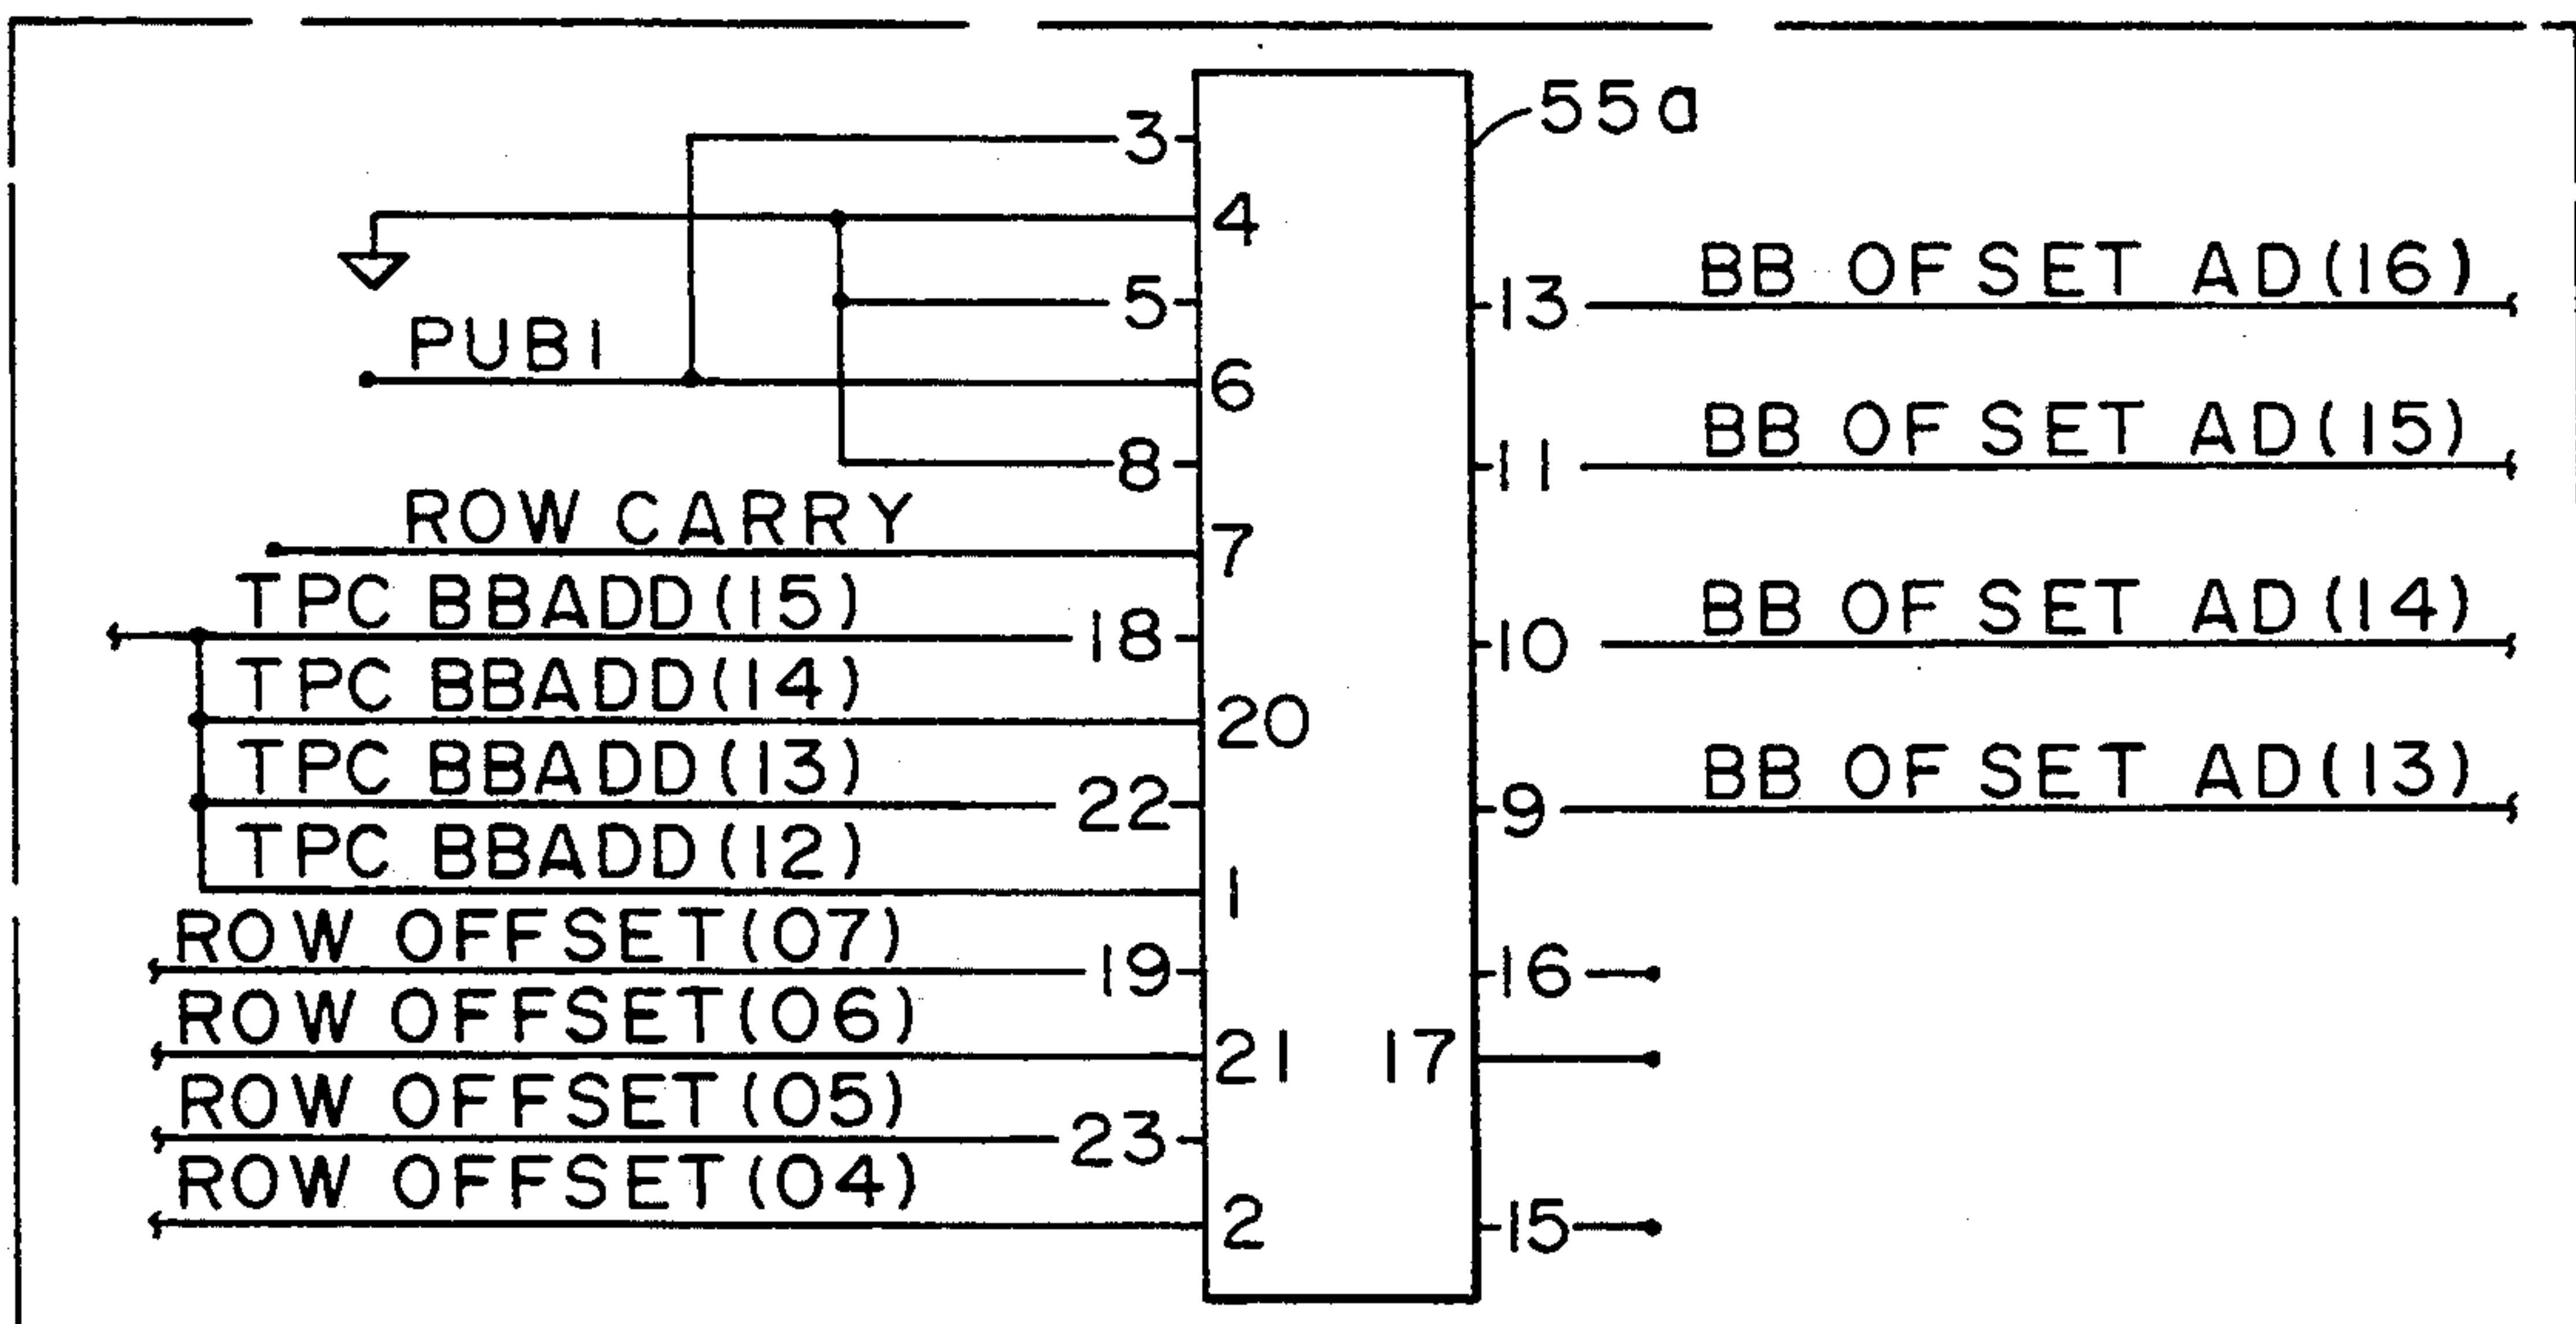 55a
3
4
5
PUB1
6
8
ROW CARRY
7
TPC BBADD(15)
18
TPC BBADD(14)
20
TPC BBADD(13)
22
TPC BBADD(12)
1
ROW OFFSET(07)
19
ROW OFFSET(06)
21
ROW OFFSET(05)
23
ROW OFFSET(04)
2
13
BB OFSET AD(16)
11
BB OFSET AD(15)
10
BB OFSET AD(14)
9
BB OFSET AD(13)
16
17
15